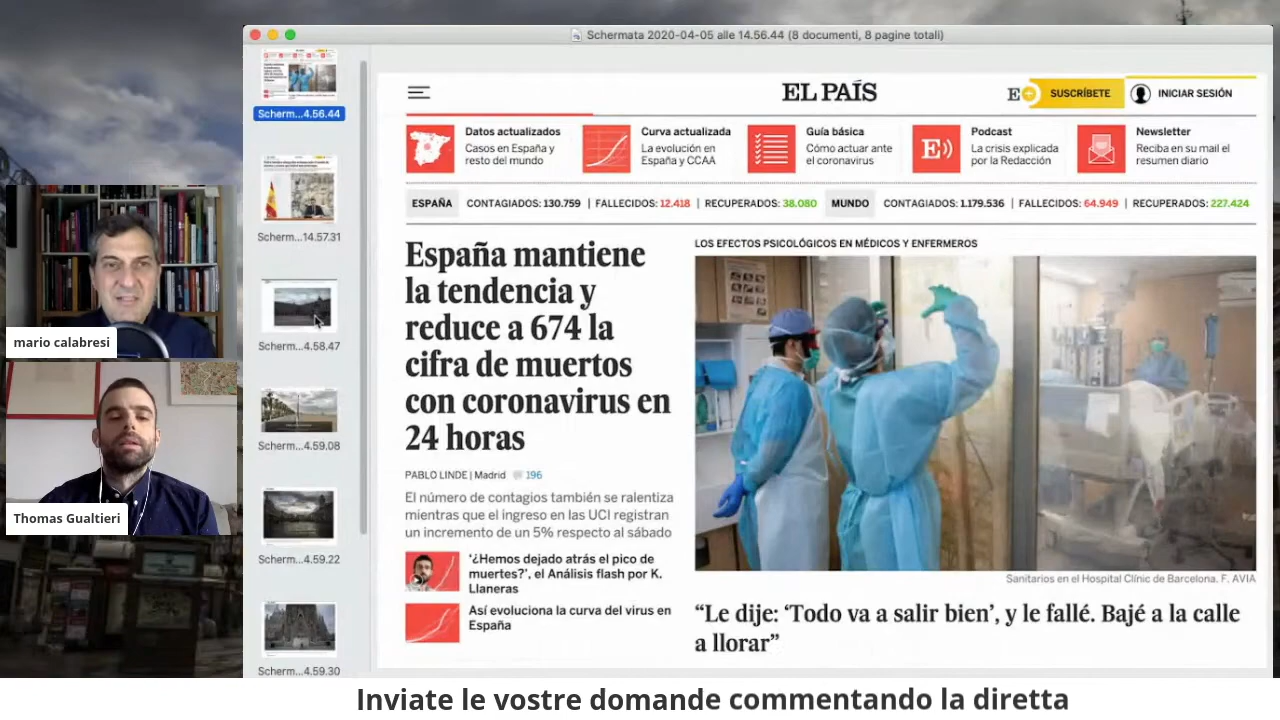 Schermata 2020-04-05 alle 14.56.44 (8 documenti, 8 pagine totali)
Scherm...4.56.44
Scherm...14.57.31
Scherm...4.58.47
Scherm...4.59.08
Scherm...4.59.22
Scherm...4.59.30
mario calabresi
Thomas Gualtieri
EL PAÍS
E+
SUSCRÍBETE
INICIAR SESIÓN
Datos actualizados
Casos en España y
resto del mundo
Curva actualizada
La evolución en
España y CCAA
Guía básica
Cómo actuar ante
el coronavirus
E
Podcast
La crisis explicada
por la Redacción
Newsletter
Reciba en su mail el
resumen diario
ESPAÑA CONTAGIADOS: 130.759 | FALLECIDOS: 12.418 | RECUPERADOS: 38.080 MUNDO CONTAGIADOS: 1.179.536 | FALLECIDOS: 64.949 | RECUPERADOS: 227.424
España mantiene
la tendencia y
reduce a 674 la
cifra de muertos
con coronavirus en
24 horas
PABLO LINDE | Madrid 196
El número de contagios también se ralentiza
mientras que el ingreso en las UCI registran
un incremento de un 5% respecto al sábado
'¿Hemos dejado atrás el pico de
muertes?', el Análisis flash por K.
Llaneras
Así evoluciona la curva del virus en
España
LOS EFECTOS PSICOLÓGICOS EN MÉDICOS Y ENFERMEROS
Sanitarios en el Hospital Clínic de Barcelona. F. AVIA
“Le dije: ‘Todo va a salir bien’, y le fallé. Bajé a la calle
a llorar”
Inviate le vostre domande commentando la diretta